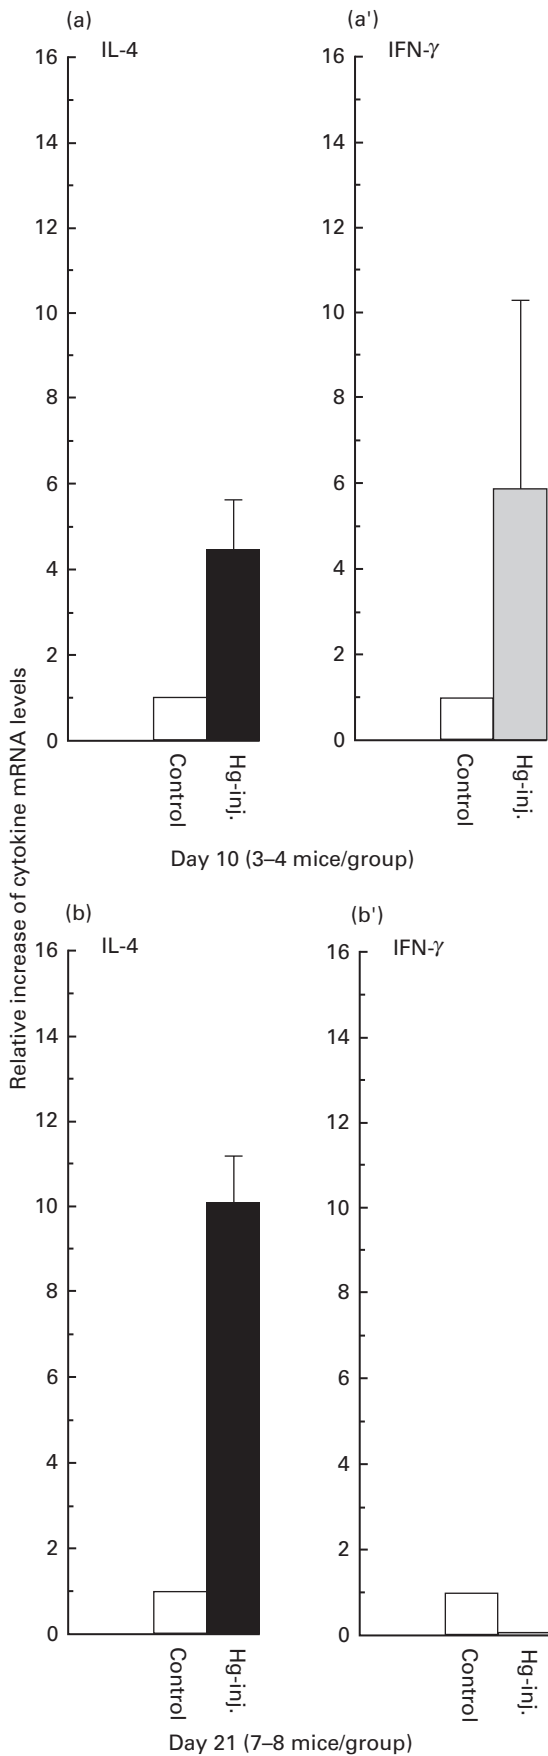 Relative increase of cytokine mRNA levels
(a)
IL-4
16
14
12
10
8
6
4
2
0
Control
Hg-inj.
(a')
IFN-γ
16
14
12
10
8
6
4
2
0
Control
Hg-inj.
Day 10 (3–4 mice/group)
(b)
IL-4
16
14
12
10
8
6
4
2
0
Control
Hg-inj.
(b')
IFN-γ
16
14
12
10
8
6
4
2
0
Control
Hg-inj.
Day 21 (7–8 mice/group)